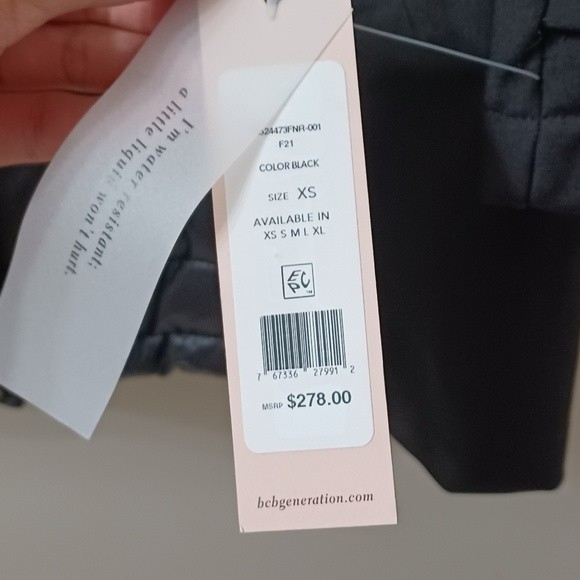 I'm water resistant;
a little liquid won't hurt.
24473FNR-001
F21
COLOR BLACK
SIZE XS
AVAILABLE IN
XS S M L XL
EPC
7 67336 27991 2
MSRP $278.00
bcbgeneration.com